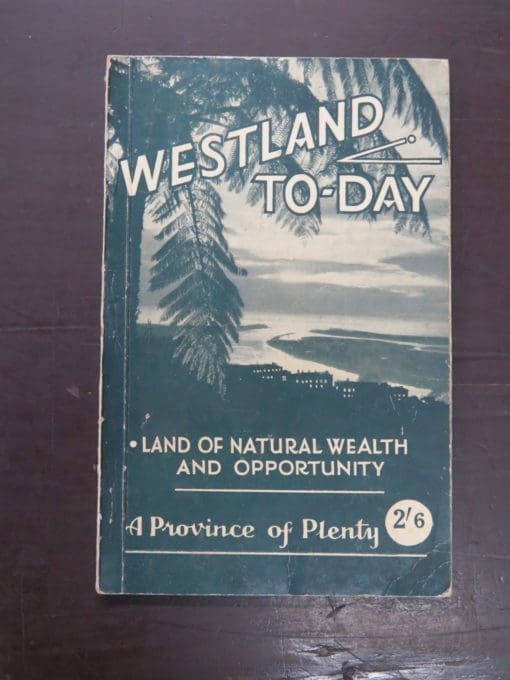 WESTLAND
TO-DAY
• LAND OF NATURAL WEALTH
AND OPPORTUNITY
A Province of Plenty
2/6